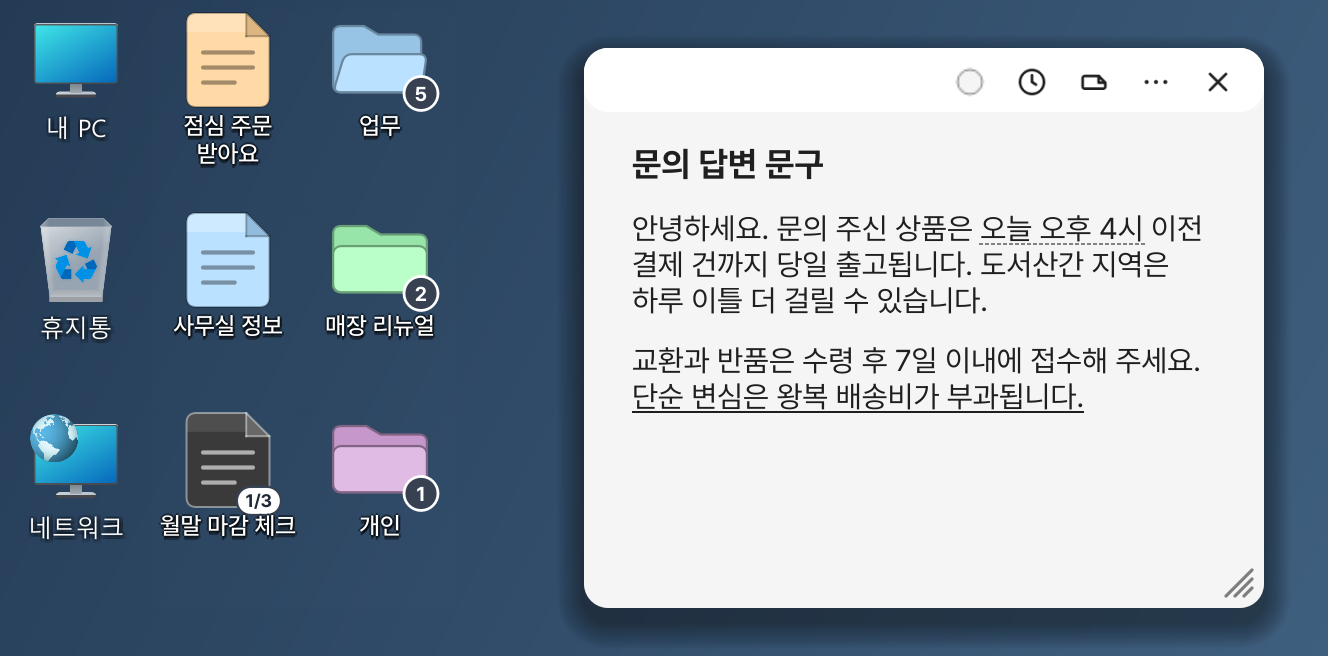 내 PC
점심 주문
받아요
업무
5
휴지통
사무실 정보
매장 리뉴얼
2
네트워크
월말 마감 체크
1/3
개인
1
문의 답변 문구
안녕하세요. 문의 주신 상품은 오늘 오후 4시 이전
결제 건까지 당일 출고됩니다. 도서산간 지역은
하루 이틀 더 걸릴 수 있습니다.
교환과 반품은 수령 후 7일 이내에 접수해 주세요.
단순 변심은 왕복 배송비가 부과됩니다.